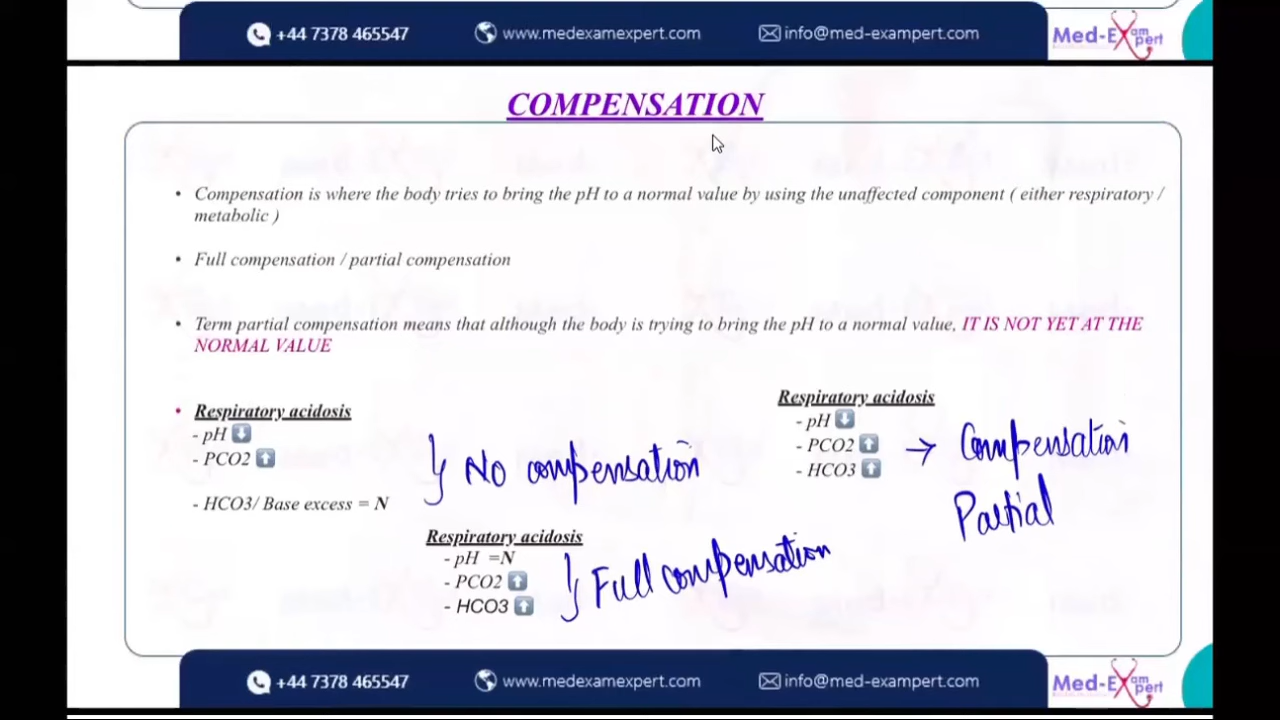 +44 7378 465547 www.medexamexpert.com info@med-exampert.com Med-Exampert
COMPENSATION
• Compensation is where the body tries to bring the pH to a normal value by using the unaffected component ( either respiratory /
metabolic )
• Full compensation / partial compensation
• Term partial compensation means that although the body is trying to bring the pH to a normal value, IT IS NOT YET AT THE
NORMAL VALUE
• Respiratory acidosis
- pH ⬇️
- PCO2 ⬆️
- HCO3/ Base excess = N
No compensation
Respiratory acidosis
- pH ⬇️
- PCO2 ⬆️
- HCO3 ⬆️
→ Compensation
Partial
Respiratory acidosis
- pH =N
- PCO2 ⬆️
- HCO3 ⬆️
Full compensation
+44 7378 465547 www.medexamexpert.com info@med-exampert.com Med-Exampert